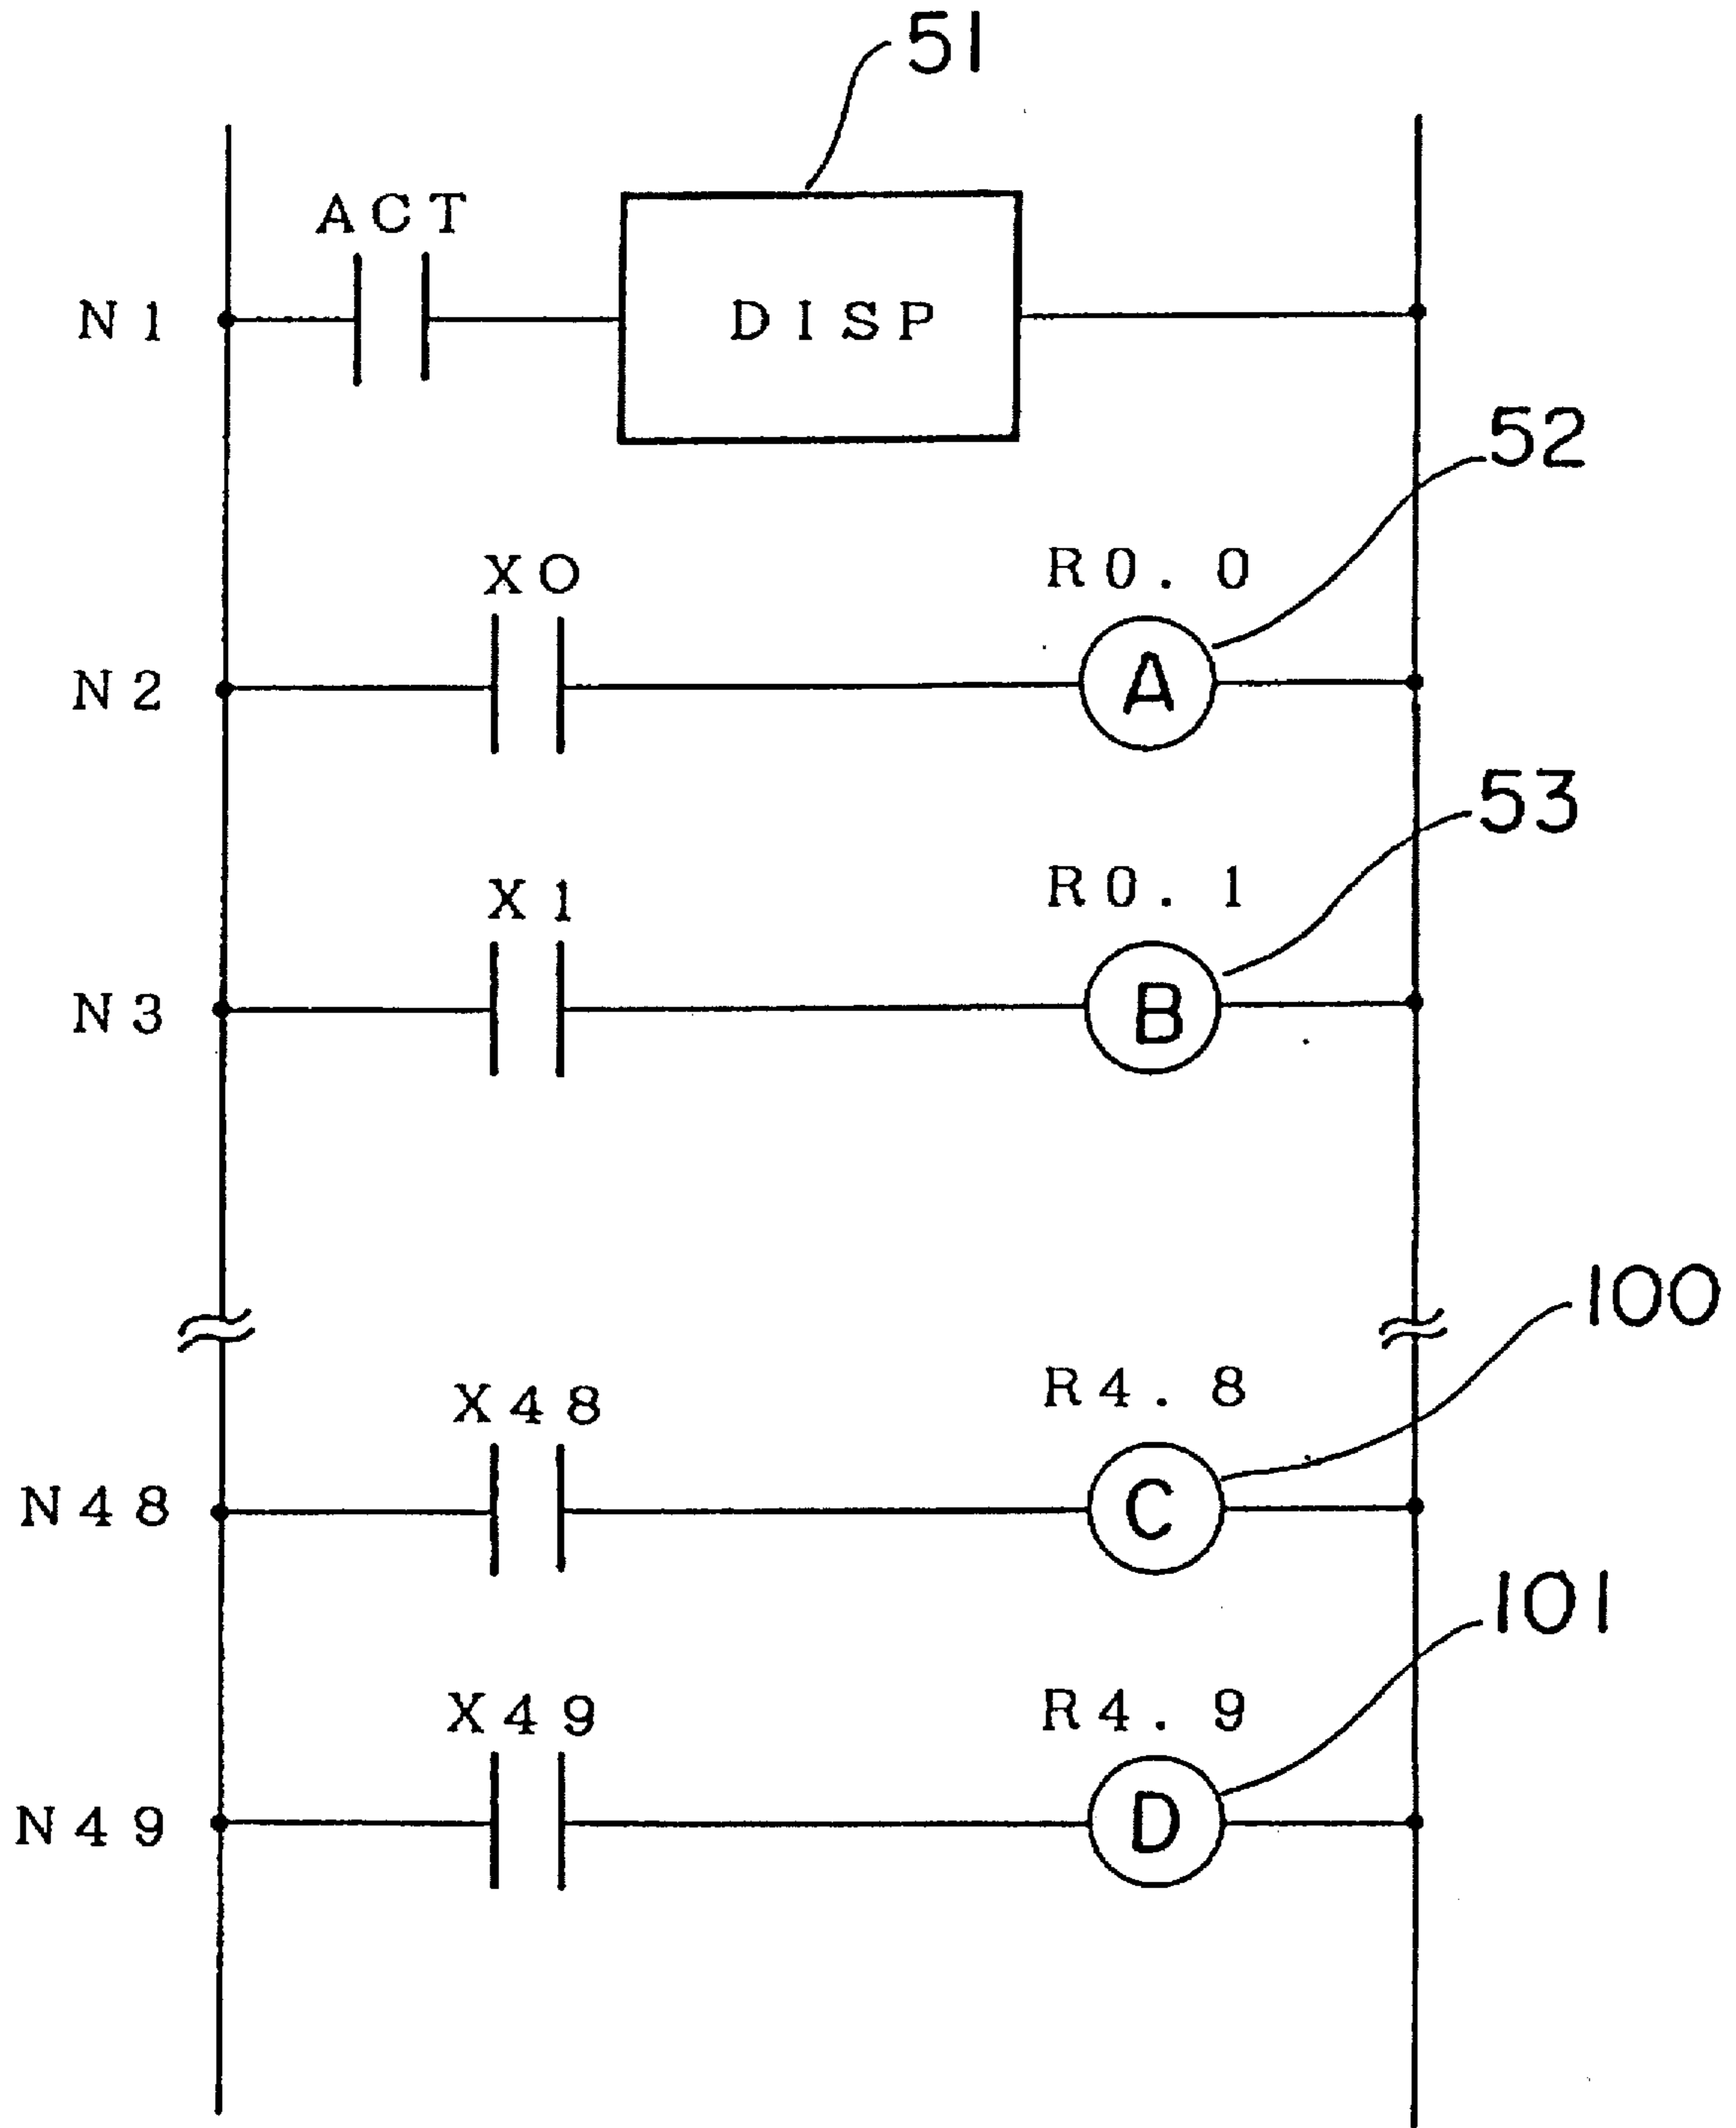 51
ACT
N1 DISP
52
X0 R0.0
N2 A
53
X1 R0.1
N3 B
100
X48 R4.8
N48 C
101
X49 R4.9
N49 D